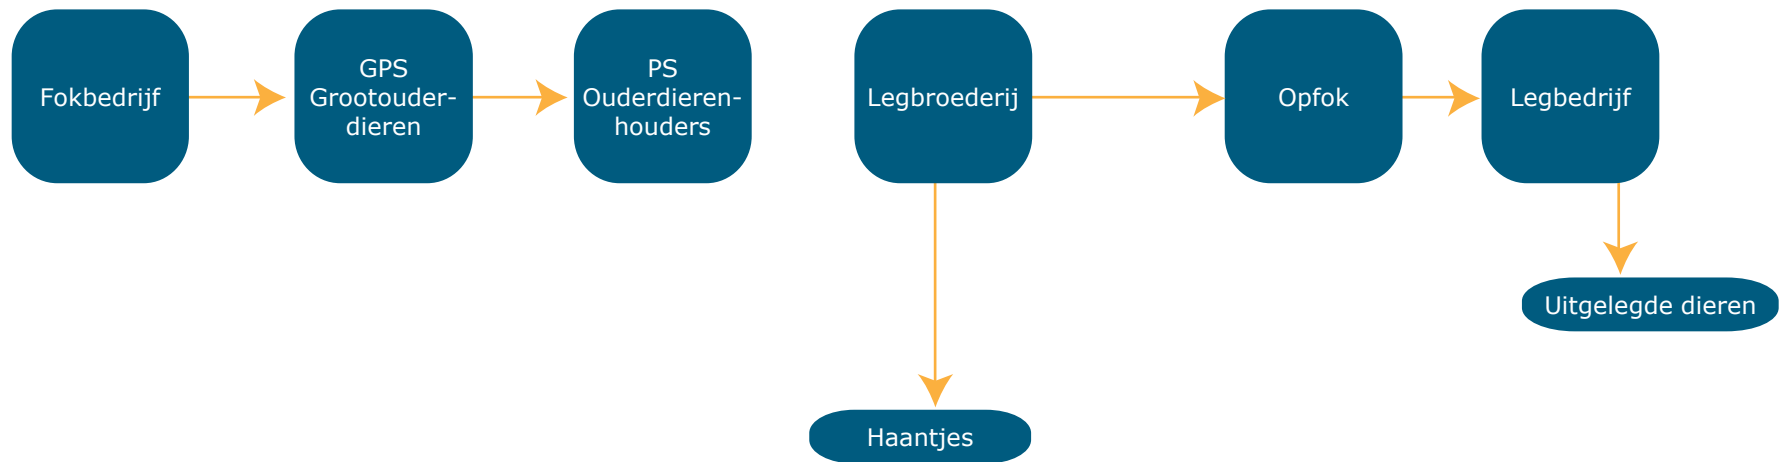 Fokbedrijf
GPS
Grootouder-
dieren
PS
Ouderdieren-
houders
Legbroederij
Opfok
Legbedrijf
Uitgelegde dieren
Haantjes